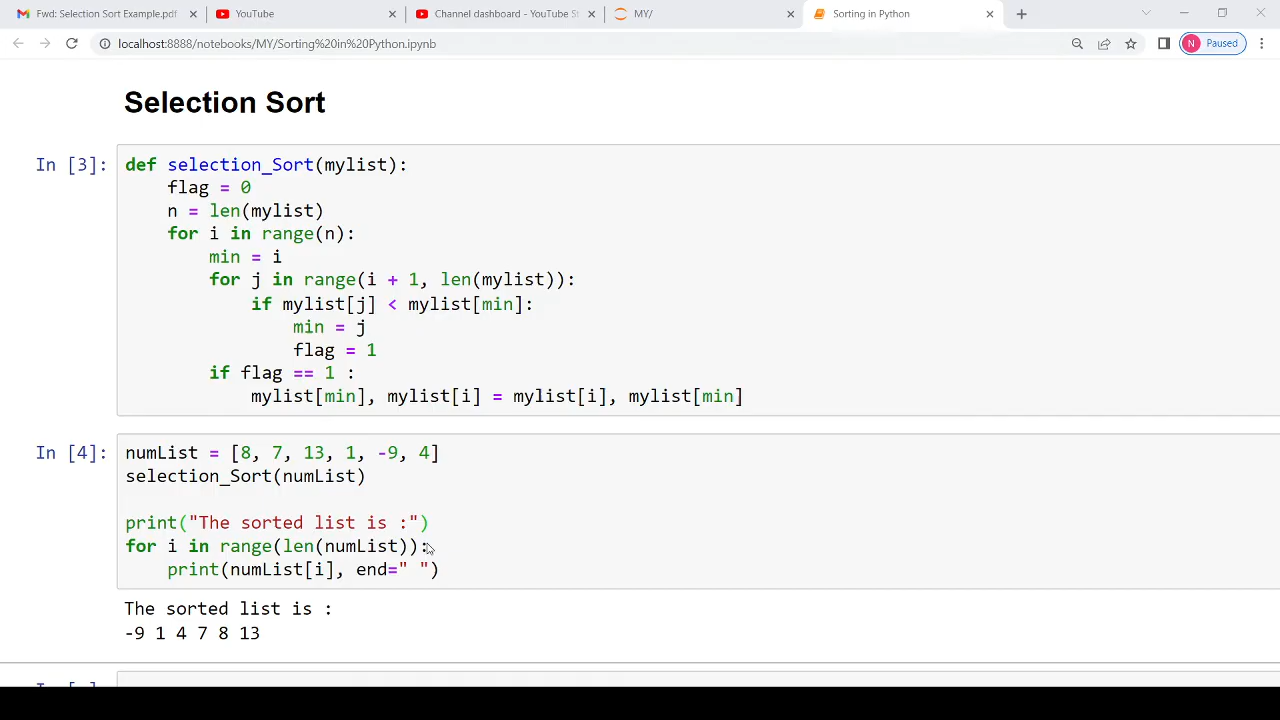 Fwd: Selection Sort Example.pdf
YouTube
Channel dashboard - YouTube St
MY/
Sorting in Python
localhost:8888/notebooks/MY/Sorting%20in%20Python.ipynb
N Paused
Selection Sort
In [3]:
def selection_Sort(mylist):
    flag = 0
    n = len(mylist)
    for i in range(n):
        min = i
        for j in range(i + 1, len(mylist)):
            if mylist[j] < mylist[min]:
                min = j
                flag = 1
        if flag == 1 :
            mylist[min], mylist[i] = mylist[i], mylist[min]
In [4]:
numList = [8, 7, 13, 1, -9, 4]
selection_Sort(numList)
print("The sorted list is :")
for i in range(len(numList)):
    print(numList[i], end=" ")
The sorted list is :
-9 1 4 7 8 13